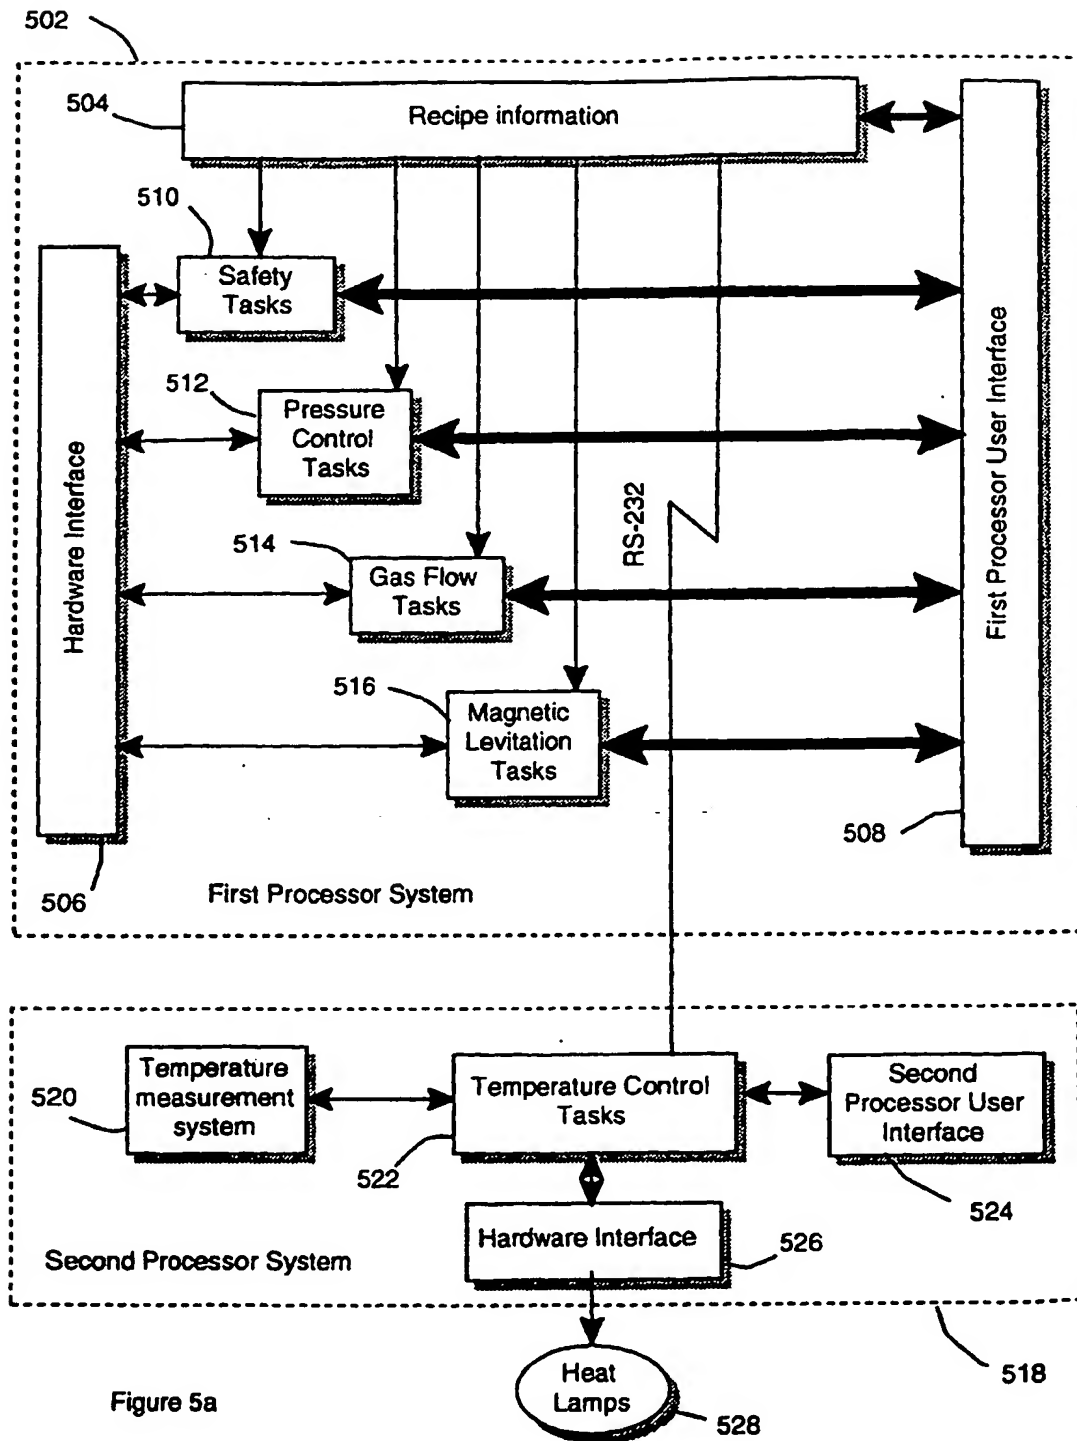 502
504
Recipe information
510
Safety
Tasks
512
Pressure
Control
Tasks
514
Gas Flow
Tasks
RS-232
516
Magnetic
Levitation
Tasks
Hardware Interface
First Processor User Interface
506
508
First Processor System
520
Temperature
measurement
system
Temperature Control
Tasks
522
Second
Processor User
Interface
524
Hardware Interface
526
Second Processor System
518
Heat
Lamps
528
Figure 5a